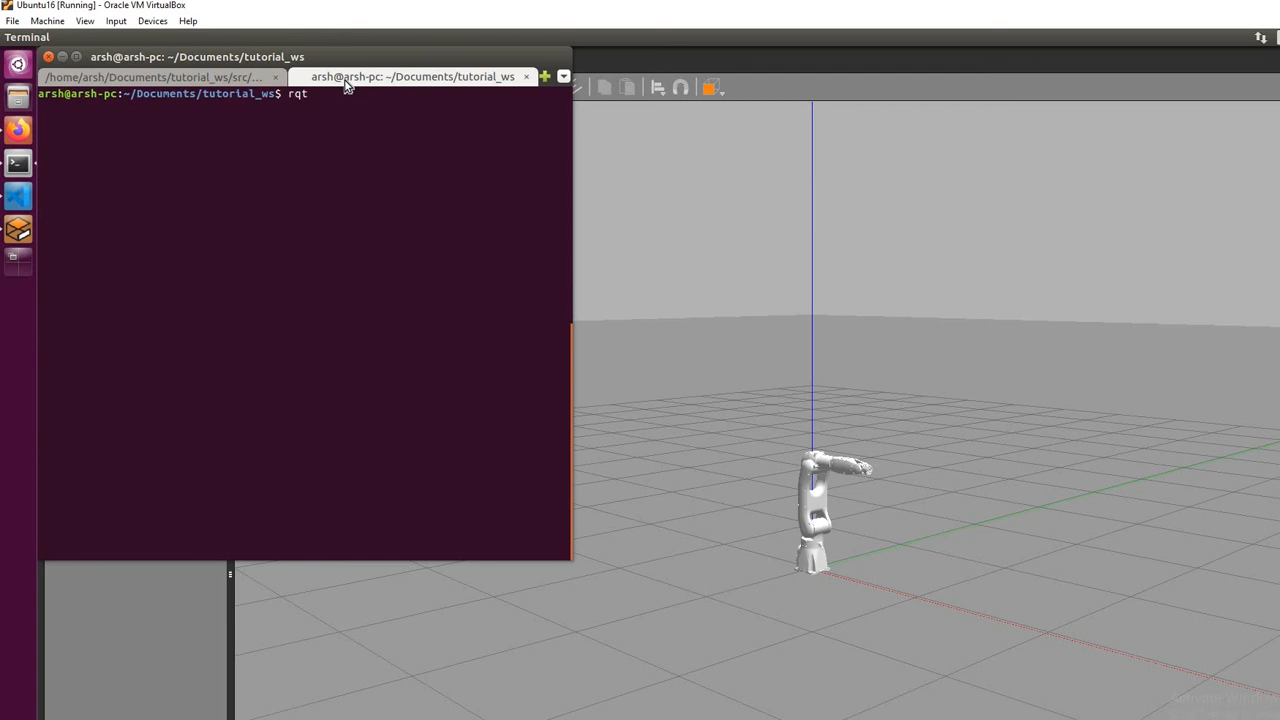 Ubuntu16 [Running] - Oracle VM VirtualBox
File Machine View Input Devices Help
Terminal
arsh@arsh-pc: ~/Documents/tutorial_ws
/home/arsh/Documents/tutorial_ws/src/... × arsh@arsh-pc: ~/Documents/tutorial_ws ×
arsh@arsh-pc:~/Documents/tutorial_ws$ rqt